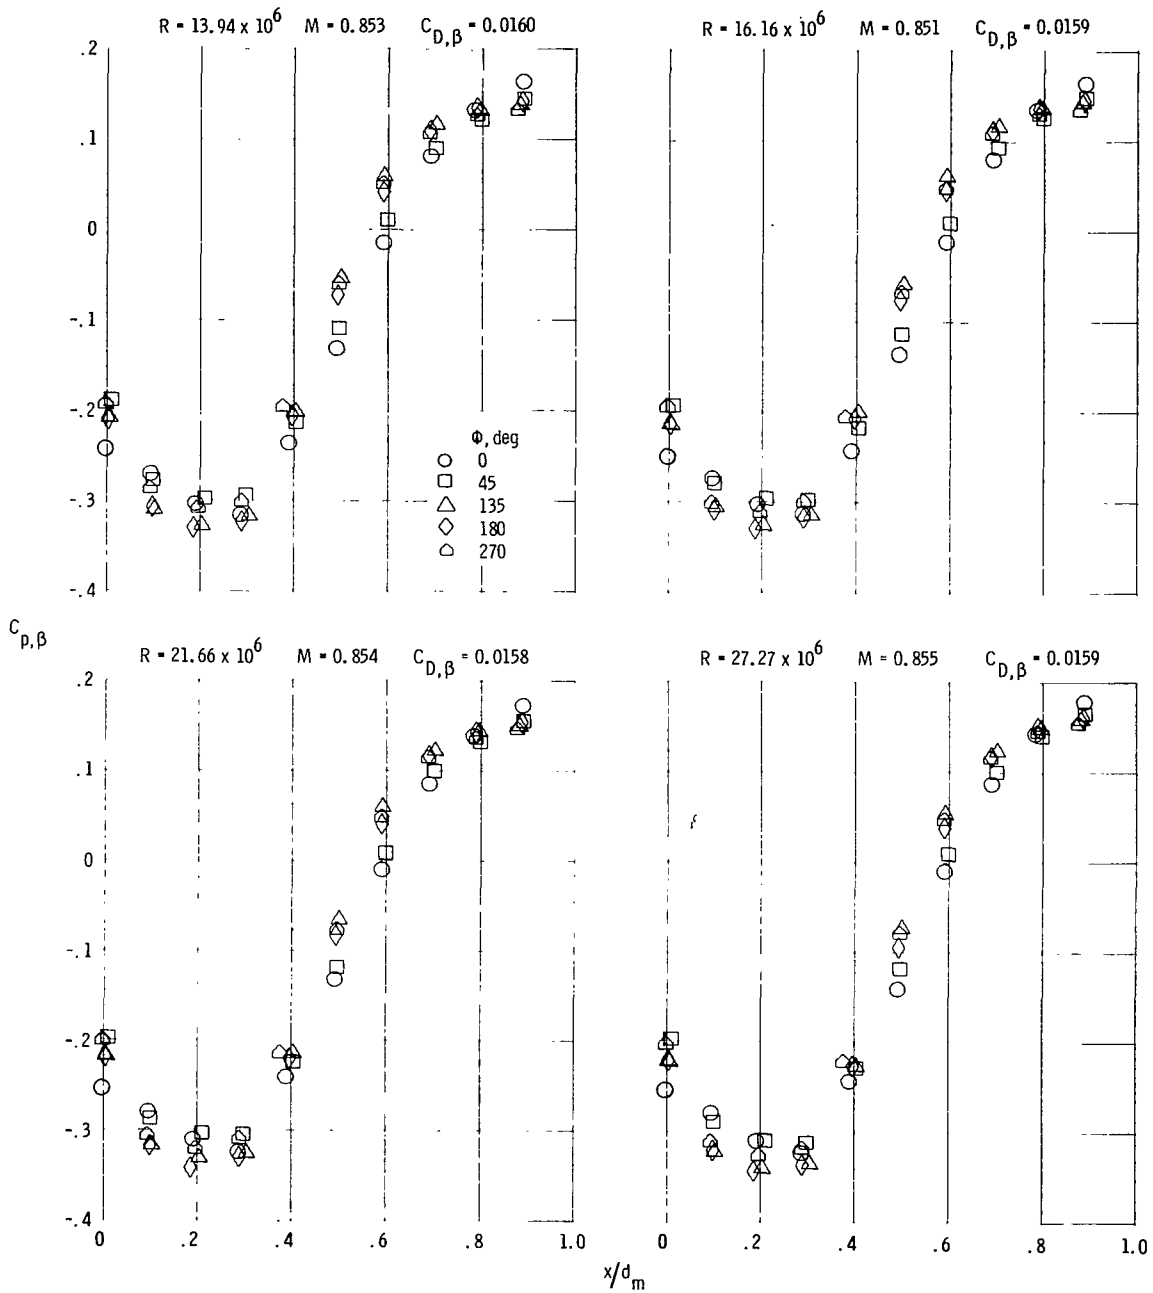 R = 13.94 x 10^6 M = 0.853 C_D,β = 0.0160
R = 16.16 x 10^6 M = 0.851 C_D,β = 0.0159
.2
.1
0
-.1
-.2
-.3
-.4
Φ, deg
0
45
135
180
270
C_p,β
R = 21.66 x 10^6 M = 0.854 C_D,β = 0.0158
R = 27.27 x 10^6 M = 0.855 C_D,β = 0.0159
.2
.1
0
-.1
-.2
-.3
-.4
0 .2 .4 .6 .8 1.0
0 .2 .4 .6 .8 1.0
x/d_m